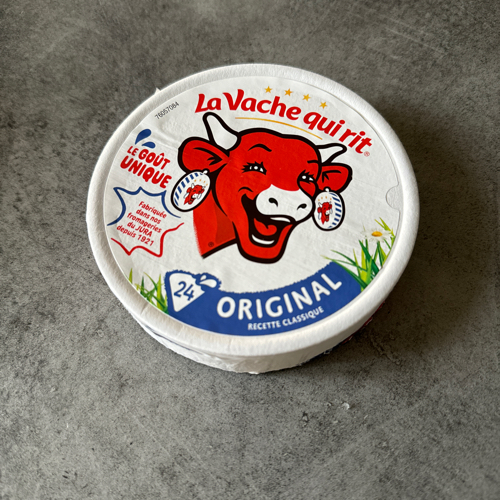 76057084
La Vache qui rit®
LE GOÛT
UNIQUE
Fabriquée
dans nos
fromageries
du JURA
depuis 1921
24
ORIGINAL
RECETTE CLASSIQUE